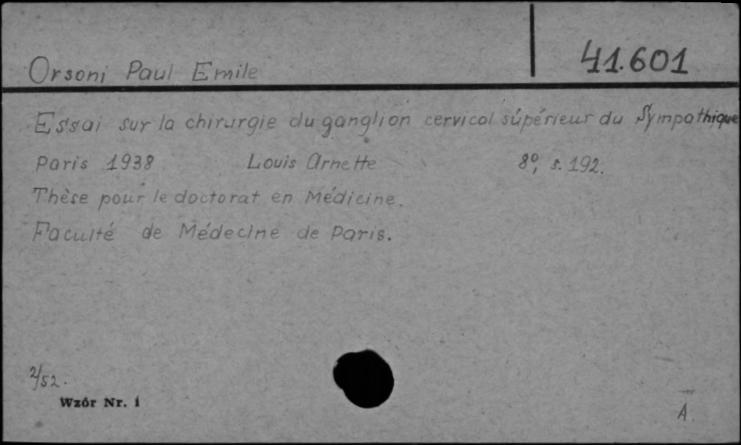 Orsoni Paul Emile
41.601
Essai sur la chirurgie du ganglion cervical supérieur du Sympathique
Paris 1938 Louis Arnette 8°, s. 192.
Thèse pour le doctorat en Médicine.
Faculté de Médecine de Paris.
2/52.
Wzór Nr. 1
A.